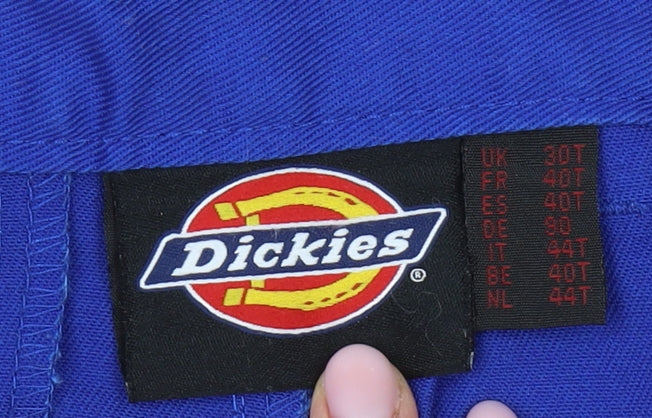 Dickies®
UK 30T
FR 40T
ES 40T
DE 90
IT 44T
BE 40T
NL 44T